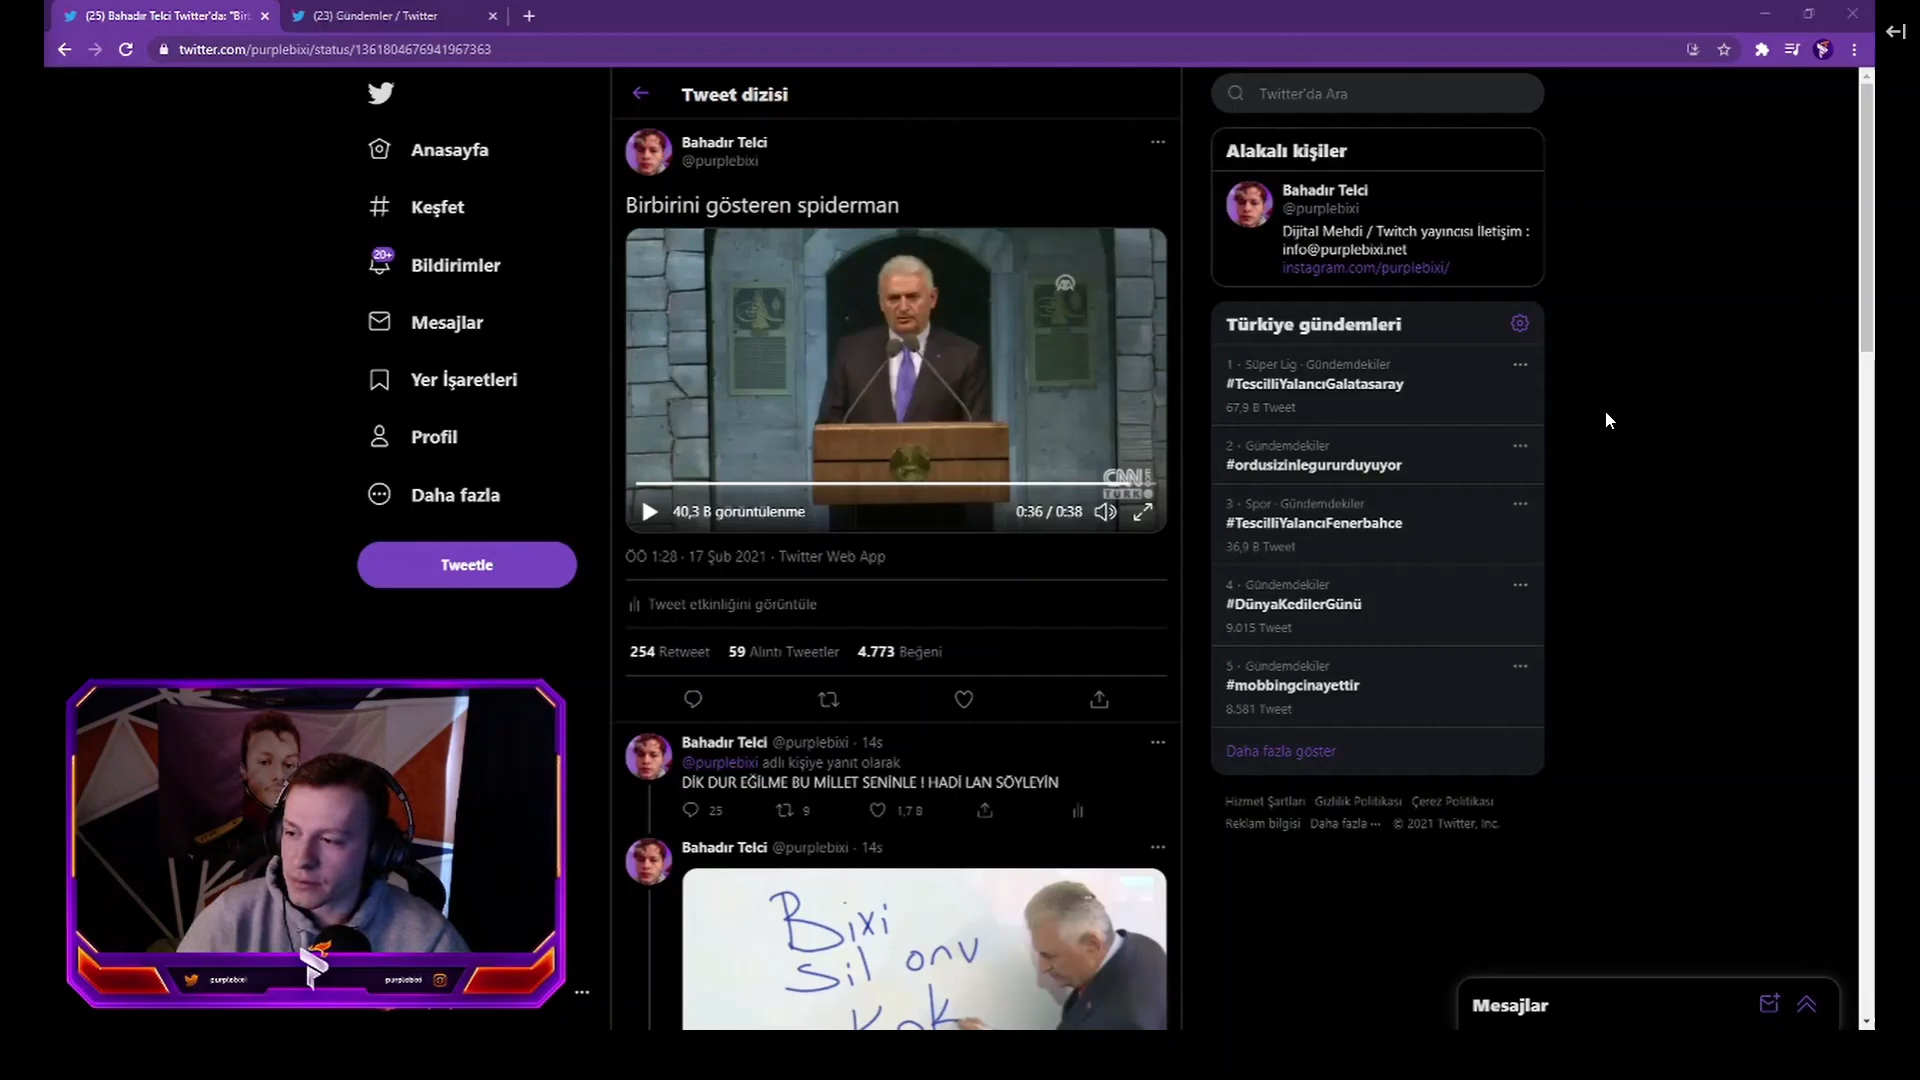 (25) Bahadır Telci Twitter'da: "Bir
(23) Gündemler / Twitter
twitter.com/purplebixi/status/1361804676941967363
Anasayfa
Keşfet
20+
Bildirimler
Mesajlar
Yer İşaretleri
Profil
Daha fazla
Tweetle
purplebixi
purplebixi
Tweet dizisi
Bahadır Telci
@purplebixi
Birbirini gösteren spiderman
CNN
TÜRK
40,3 B görüntülenme
0:36 / 0:38
ÖÖ 1:28 · 17 Şub 2021 · Twitter Web App
Tweet etkinliğini görüntüle
254 Retweet 59 Alıntı Tweetler 4.773 Beğeni
Bahadır Telci @purplebixi · 14s
@purplebixi adlı kişiye yanıt olarak
DİK DUR EĞİLME BU MİLLET SENİNLE ! HADİ LAN SÖYLEYİN
25 9 1,7 B
Bahadır Telci @purplebixi · 14s
Bixi
Sil onu
Twitter'da Ara
Alakalı kişiler
Bahadır Telci
@purplebixi
Dijital Mehdi / Twitch yayıncısı İletişim :
info@purplebixi.net
instagram.com/purplebixi/
Türkiye gündemleri
1 · Süper Lig · Gündemdekiler
#TescilliYalancıGalatasaray
67,9 B Tweet
2 · Gündemdekiler
#ordusizinlegururduyuyor
3 · Spor · Gündemdekiler
#TescilliYalancıFenerbahce
36,9 B Tweet
4 · Gündemdekiler
#DünyaKedilerGünü
9.015 Tweet
5 · Gündemdekiler
#mobbingcinayettir
8.581 Tweet
Daha fazla göster
Hizmet Şartları Gizlilik Politikası Çerez Politikası
Reklam bilgisi Daha fazla ··· © 2021 Twitter, Inc.
Mesajlar